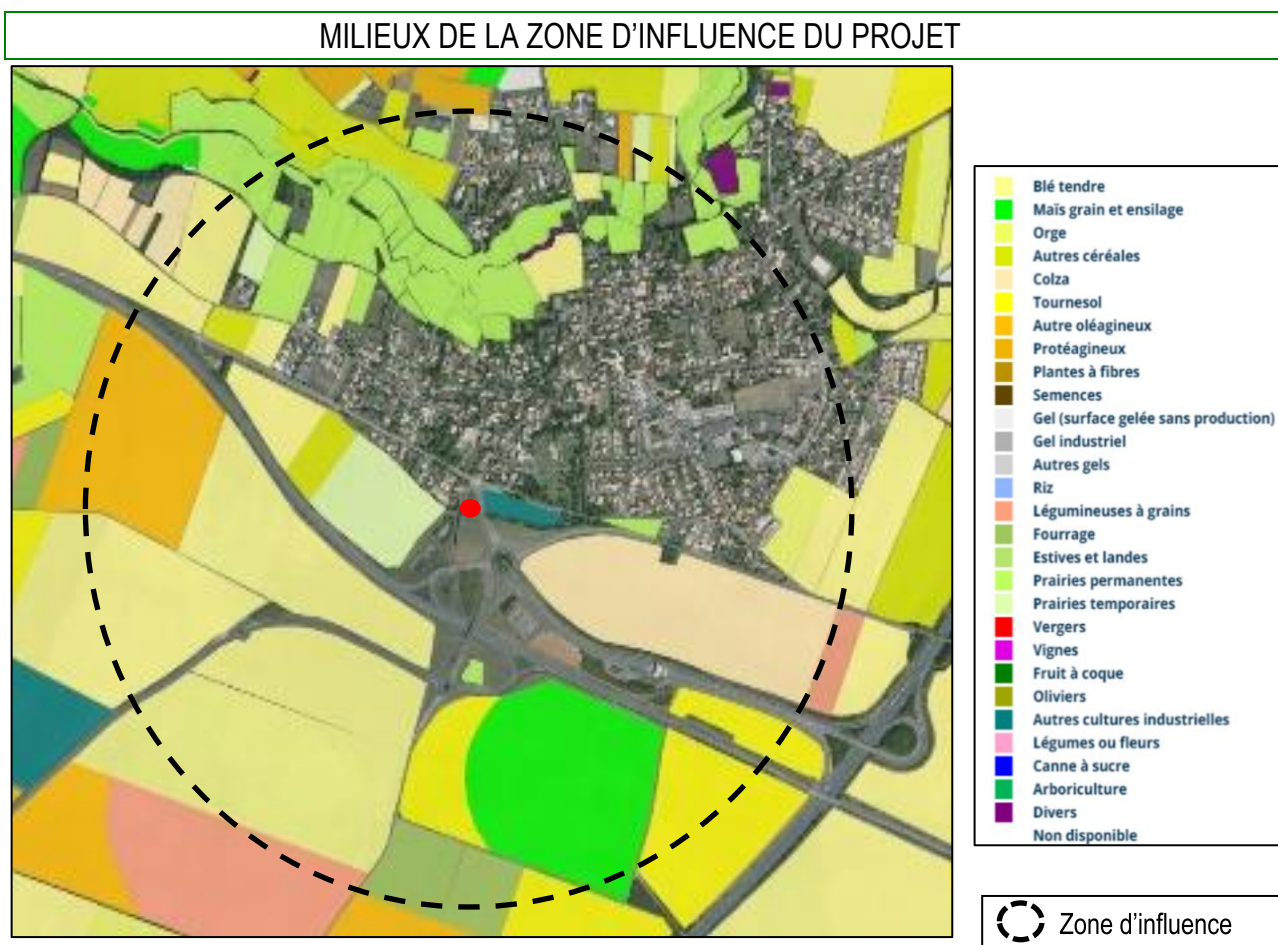 MILIEUX DE LA ZONE D'INFLUENCE DU PROJET
Blé tendre
Maïs grain et ensilage
Orge
Autres céréales
Colza
Tournesol
Autre oléagineux
Protéagineux
Plantes à fibres
Semences
Gel (surface gelée sans production)
Gel industriel
Autres gels
Riz
Légumineuses à grains
Fourrage
Estives et landes
Prairies permanentes
Prairies temporaires
Vergers
Vignes
Fruit à coque
Oliviers
Autres cultures industrielles
Légumes ou fleurs
Canne à sucre
Arboriculture
Divers
Non disponible
Zone d'influence